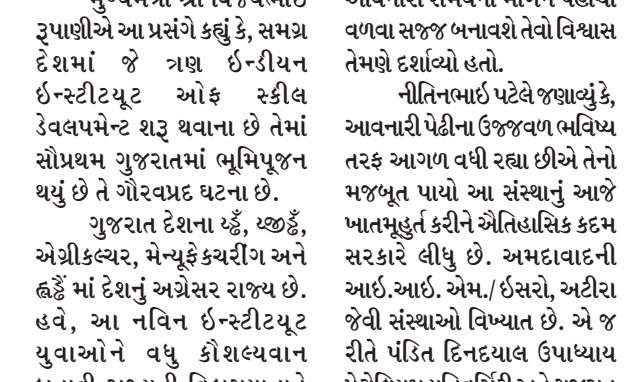 રૂપાણીએ આ પ્રસંગે કહ્યું કે, સમગ્ર
દેશમાં જે ત્રણ ઇન્ડીયન
ઇન્સ્ટીટયૂટ ઓફ સ્કીલ
ડેવલપમેન્ટ શરૂ થવાના છે તેમાં
સૌપ્રથમ ગુજરાતમાં ભૂમિપૂજન
થયું છે તે ગૌરવપ્રદ ઘટના છે.
ગુજરાત દેશના
એગ્રીકલ્ચર, મેન્યૂફેકચરીંગ અને
માં દેશનું અગ્રેસર રાજ્ય છે.
હવે, આ નવિન ઇન્સ્ટીટયૂટ
યુવાઓને વધુ કૌશલ્યવાન
વળવા સજ્જ બનાવશે તેવો વિશ્વાસ
તેમણે દર્શાવ્યો હતો.
નીતિનભાઇ પટેલે જણાવ્યું કે,
આવનારી પેઢીના ઉજ્જવળ ભવિષ્ય
તરફ આગળ વધી રહ્યા છીએ તેનો
મજબૂત પાયો આ સંસ્થાનું આજે
ખાતમૂહુર્ત કરીને ઐતિહાસિક કદમ
સરકારે લીધુ છે. અમદાવાદની
આઇ.આઇ. એમ./ ઇસરો, અટીરા
જેવી સંસ્થાઓ વિખ્યાત છે. એ જ
રીતે પંડિત દિનદયાલ ઉપાધ્યાય